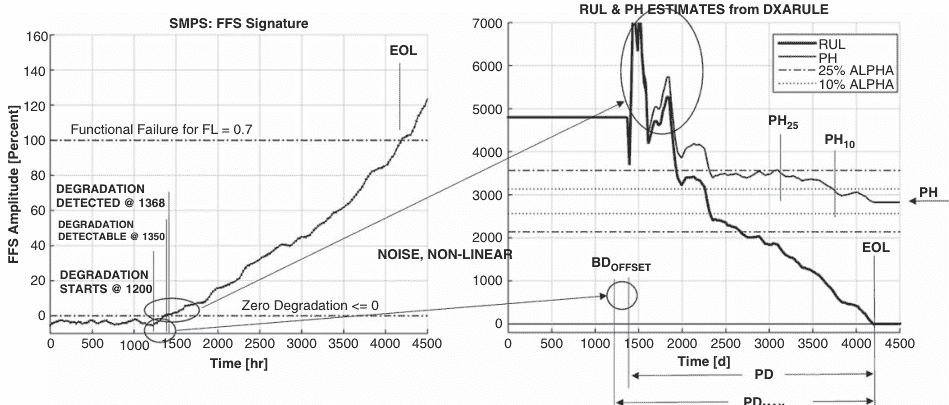 SMPS: FFS Signature
FFS Amplitude [Percent]
160
140
120
100
80
60
40
20
0
EOL
Functional Failure for FL = 0.7
DEGRADATION
DETECTED @ 1368
DEGRADATION
DETECTABLE @ 1350
DEGRADATION
STARTS @ 1200
Zero Degradation <= 0
0 500 1000 1500 2000 2500 3000 3500 4000 4500
Time [hr]
NOISE, NON-LINEAR
RUL & PH ESTIMATES from DXARULE
7000
6000
5000
4000
3000
2000
1000
0
RUL
PH
25% ALPHA
10% ALPHA
PH25
PH10
PH
BDOFFSET
EOL
0 500 1000 1500 2000 2500 3000 3500 4000 4500
Time [d]
PD